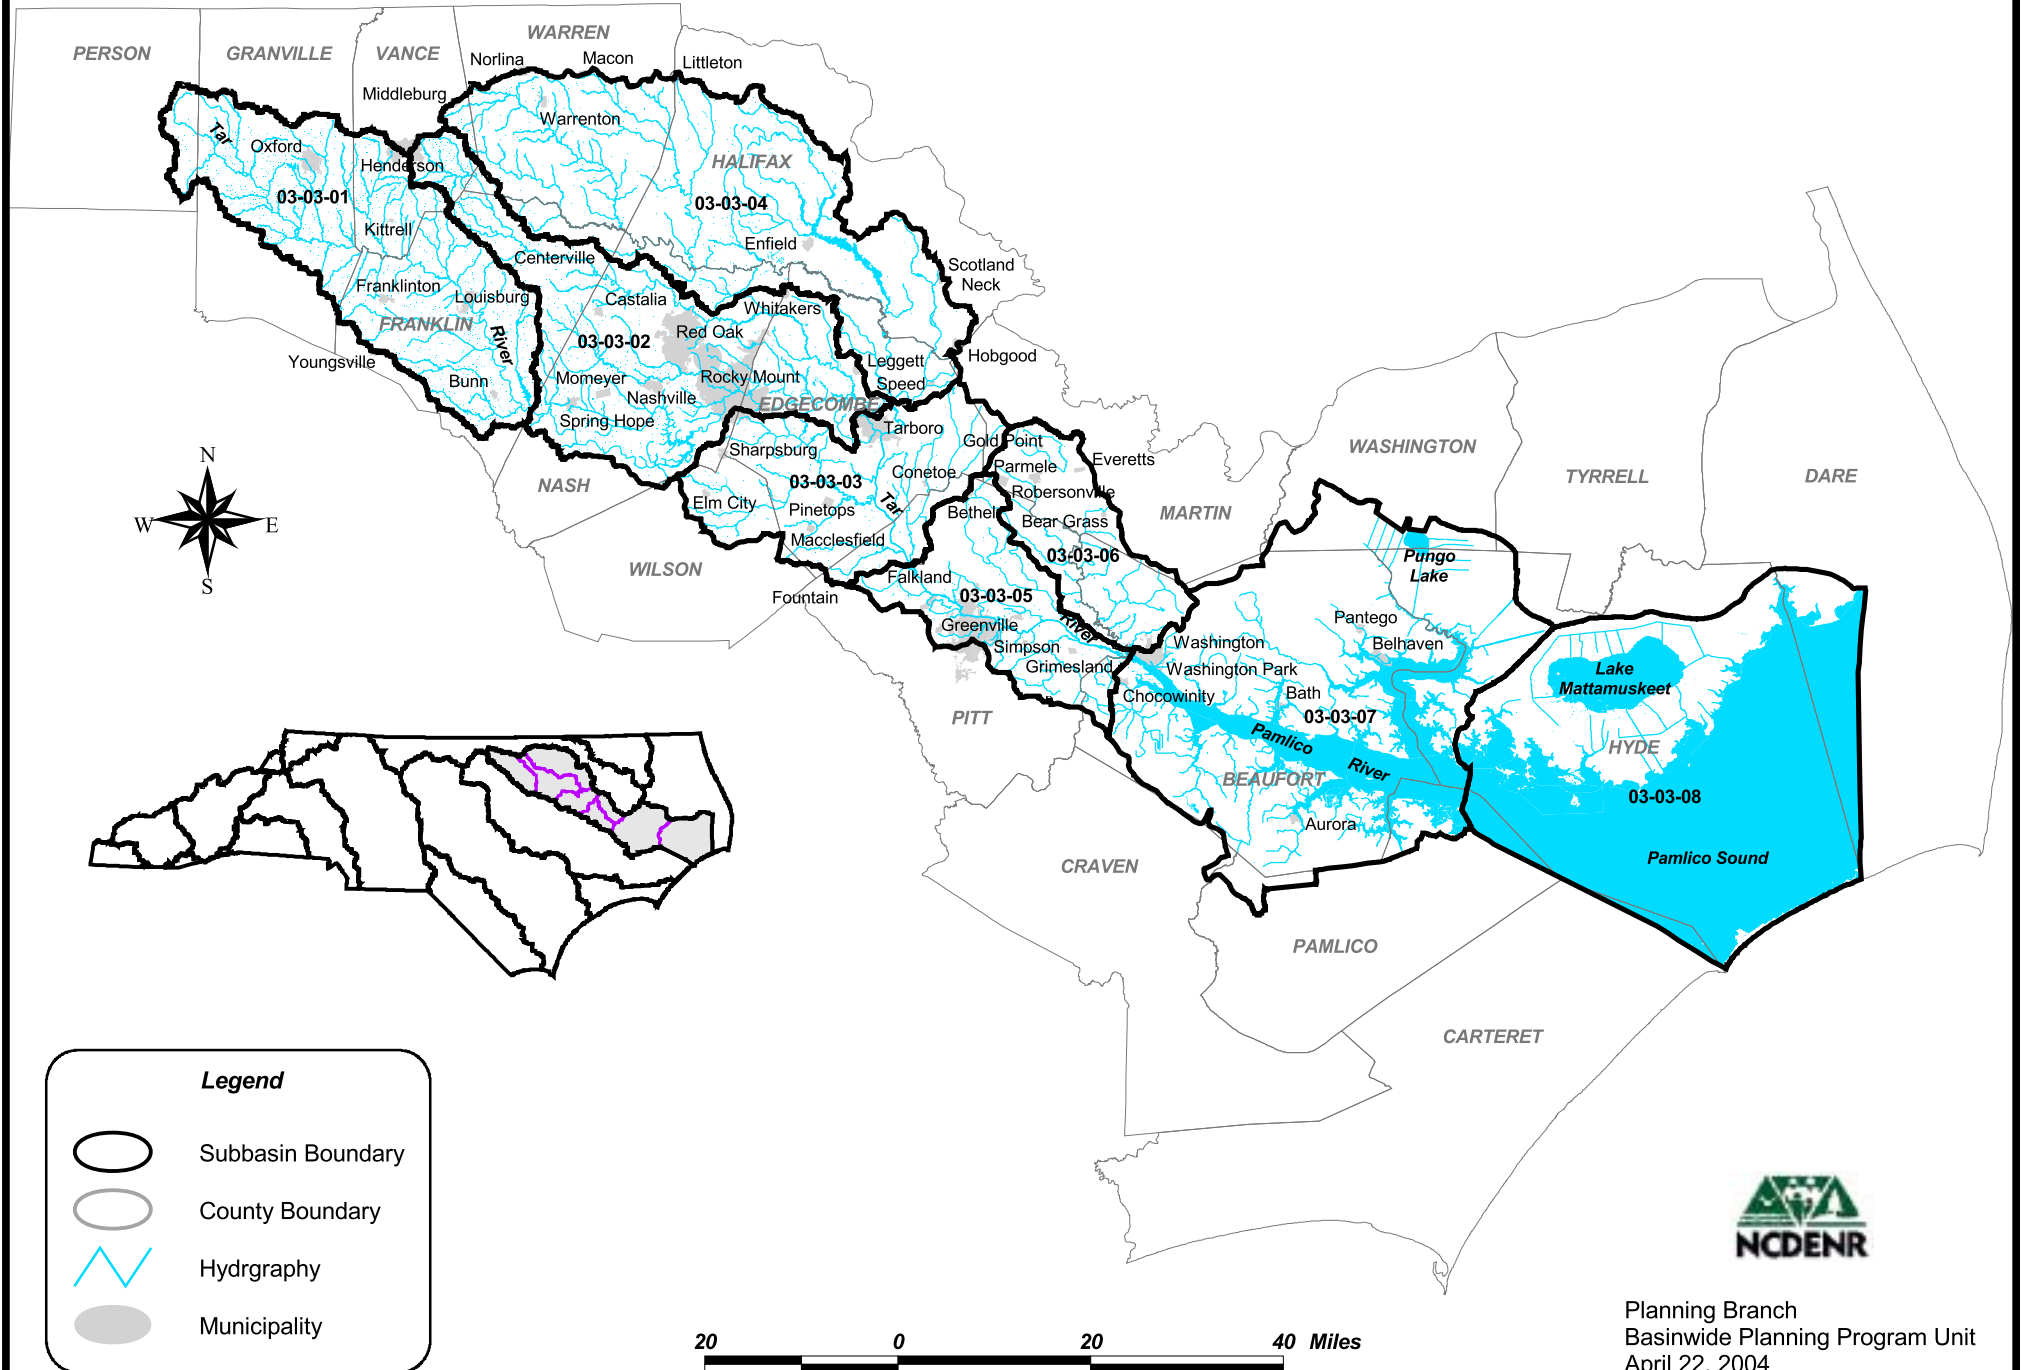 PERSON
GRANVILLE
VANCE
WARREN
Norlina
Macon
Littleton
Middleburg
Warrenton
Tar
Oxford
Henderson
HALIFAX
03-03-01
03-03-04
Kittrell
Enfield
Centerville
Scotland
Neck
Franklinton
Louisburg
Castalia
Whitakers
FRANKLIN
River
03-03-02
Red Oak
Youngsville
Leggett
Hobgood
Bunn
Momeyer
Rocky Mount
Speed
Nashville
EDGECOMBE
Spring Hope
Tarboro
Sharpsburg
Gold Point
Everetts
WASHINGTON
TYRRELL
DARE
N
W
E
S
NASH
03-03-03
Conetoe
Parmele
Robersonville
Elm City
Pinetops
Tar
Bethel
Bear Grass
MARTIN
Macclesfield
03-03-06
Pungo
Lake
WILSON
Falkland
Fountain
03-03-05
Greenville
River
Pantego
Simpson
Washington
Belhaven
Grimesland
Washington Park
Lake
Mattamuskeet
Chocowinity
Bath
PITT
03-03-07
Pamlico
River
HYDE
BEAUFORT
03-03-08
Aurora
Pamlico Sound
CRAVEN
PAMLICO
CARTERET
Legend
Subbasin Boundary
County Boundary
Hydrgraphy
Municipality
20 0 20 40 Miles
NCDENR
Planning Branch
Basinwide Planning Program Unit
April 22, 2004